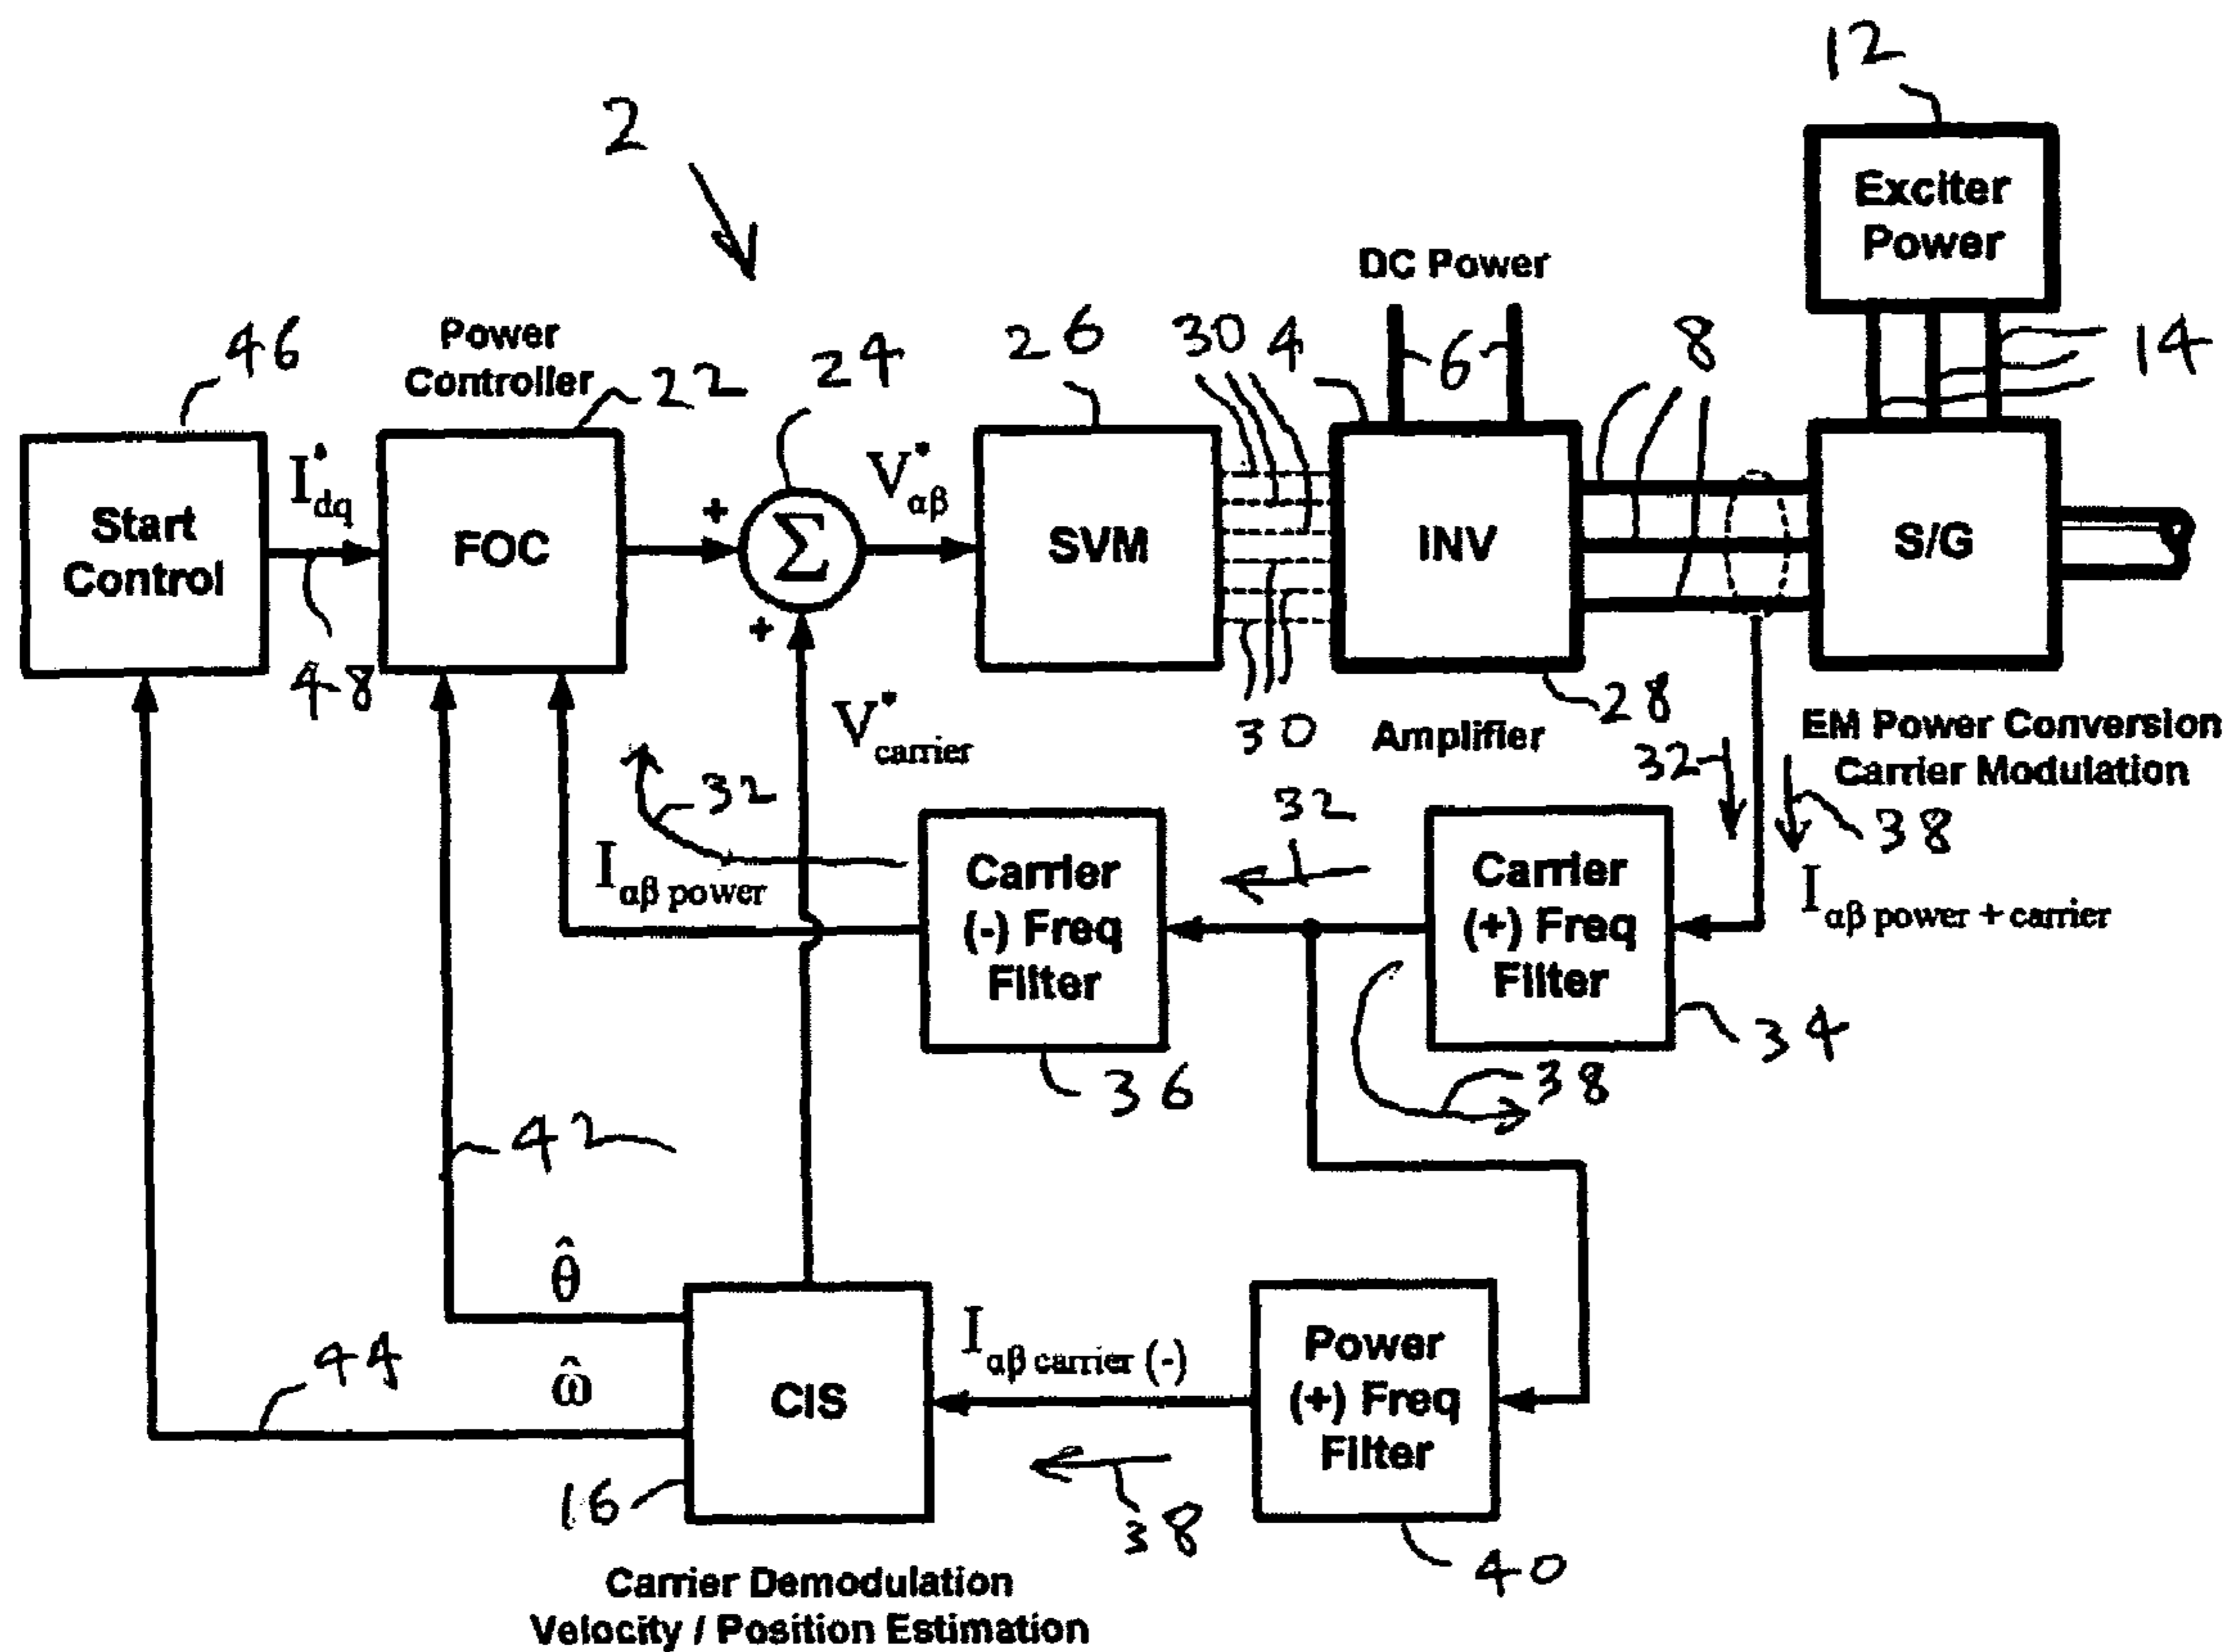 12
2
Exciter
Power
DC Power
14
46
Power
Controller
22
24
26
30
4
6
8
Start
Control
I*dq
48
FOC
+
Σ
+
V*αβ
SVM
INV
S/G
30
28
Amplifier
EM Power Conversion
Carrier Modulation
V*carrier
32
32
32
38
Iαβ power
Carrier
(-) Freq
Filter
36
Carrier
(+) Freq
Filter
34
Iαβ power + carrier
38
42
θ̂
44
ω̂
CIS
16
Iαβ carrier (-)
38
Power
(+) Freq
Filter
40
Carrier Demodulation
Velocity / Position Estimation